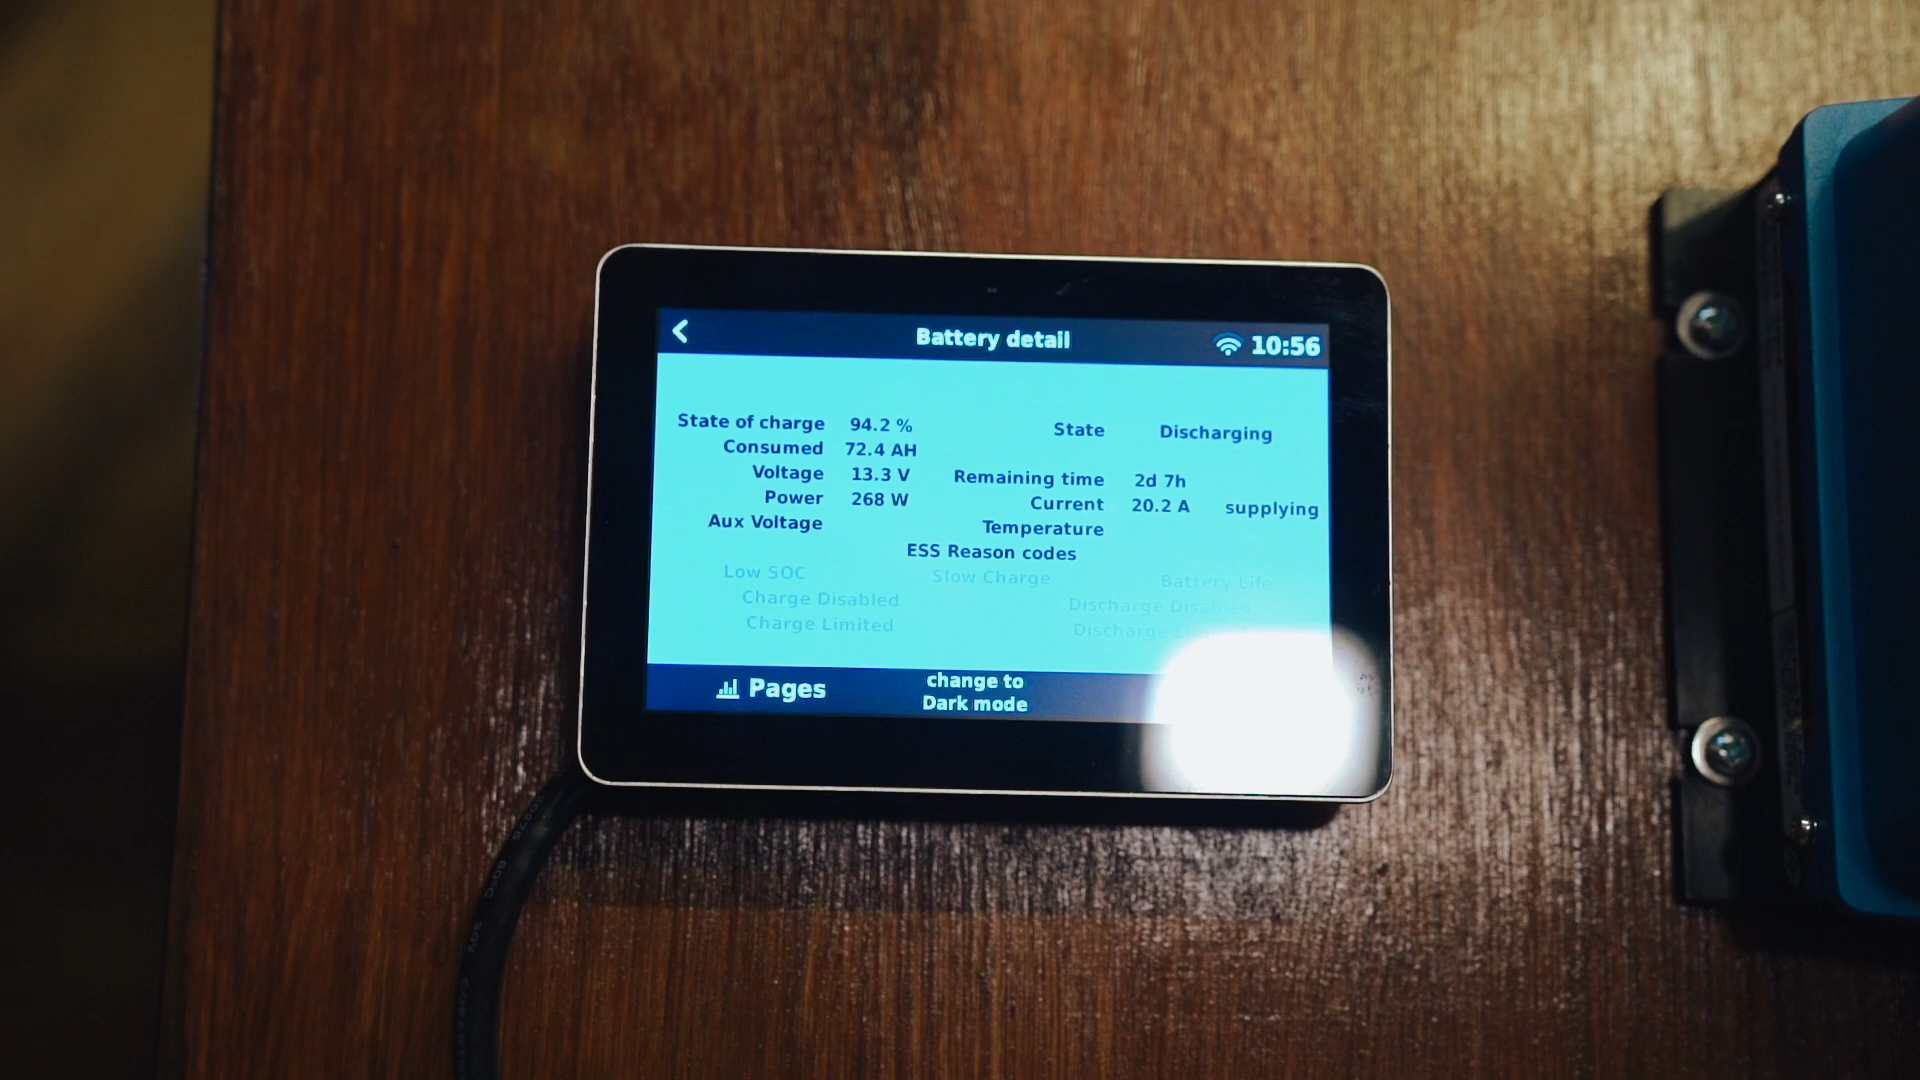 Battery detail
10:56
State of charge 94.2 %
State Discharging
Consumed 72.4 AH
Voltage 13.3 V
Remaining time 2d 7h
Power 268 W
Current 20.2 A supplying
Aux Voltage
Temperature
ESS Reason codes
Low SOC
Slow Charge
Battery Life
Charge Disabled
Discharge Disabled
Charge Limited
Discharge
Pages
change to
Dark mode